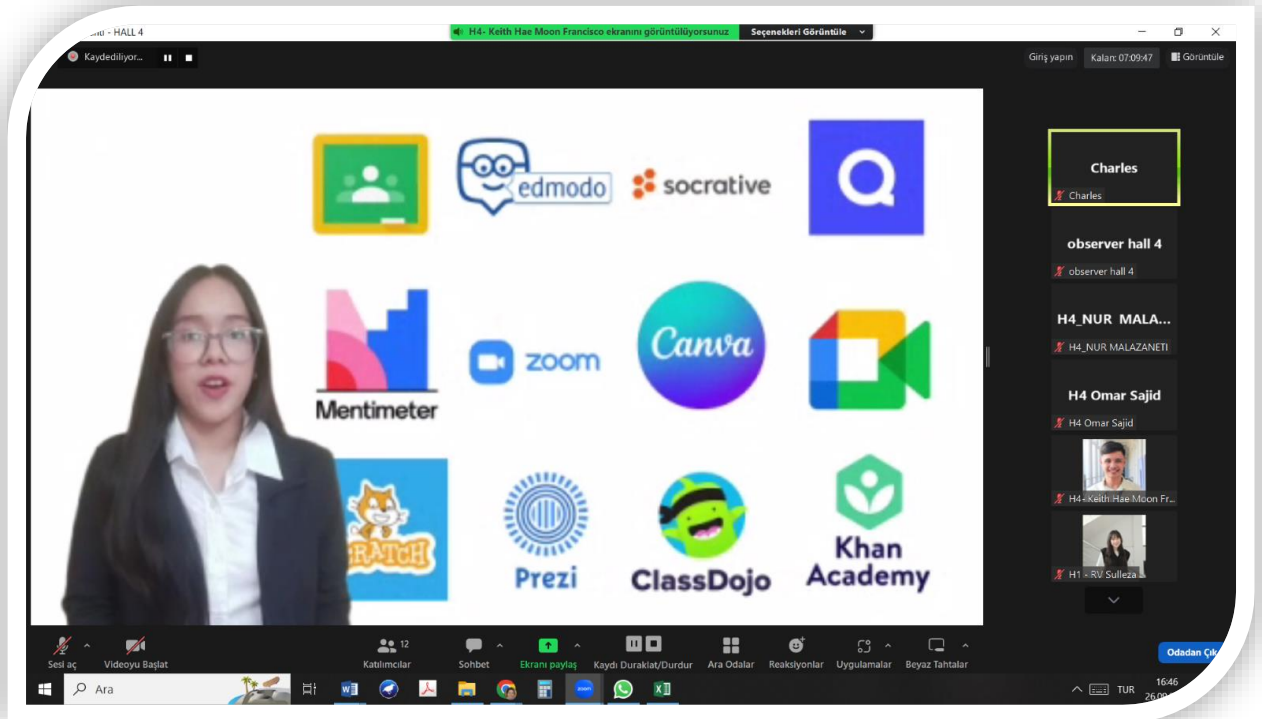 - HALL 4
H4- Keith Hae Moon Francisco ekranını görüntülüyorsunuz
Seçenekleri Görüntüle
Kaydediliyor...
Giriş yapın
Kalan: 07:09:47
Görüntüle
edmodo
socrative
Q
Mentimeter
zoom
Canva
Prezi
ClassDojo
Khan
Academy
Charles
Charles
observer hall 4
observer hall 4
H4_NUR MALA...
H4_NUR MALAZANETI
H4 Omar Sajid
H4 Omar Sajid
H4- Keith Hae Moon Fr...
H1 - RV Sulleza
Sesi aç
Videoyu Başlat
12
Katılımcılar
Sohbet
Ekranı paylaş
Kaydı Duraklat/Durdur
Ara Odalar
Reaksiyonlar
Uygulamalar
Beyaz Tahtalar
Odadan Çık
Ara
zoom
TUR
16:46